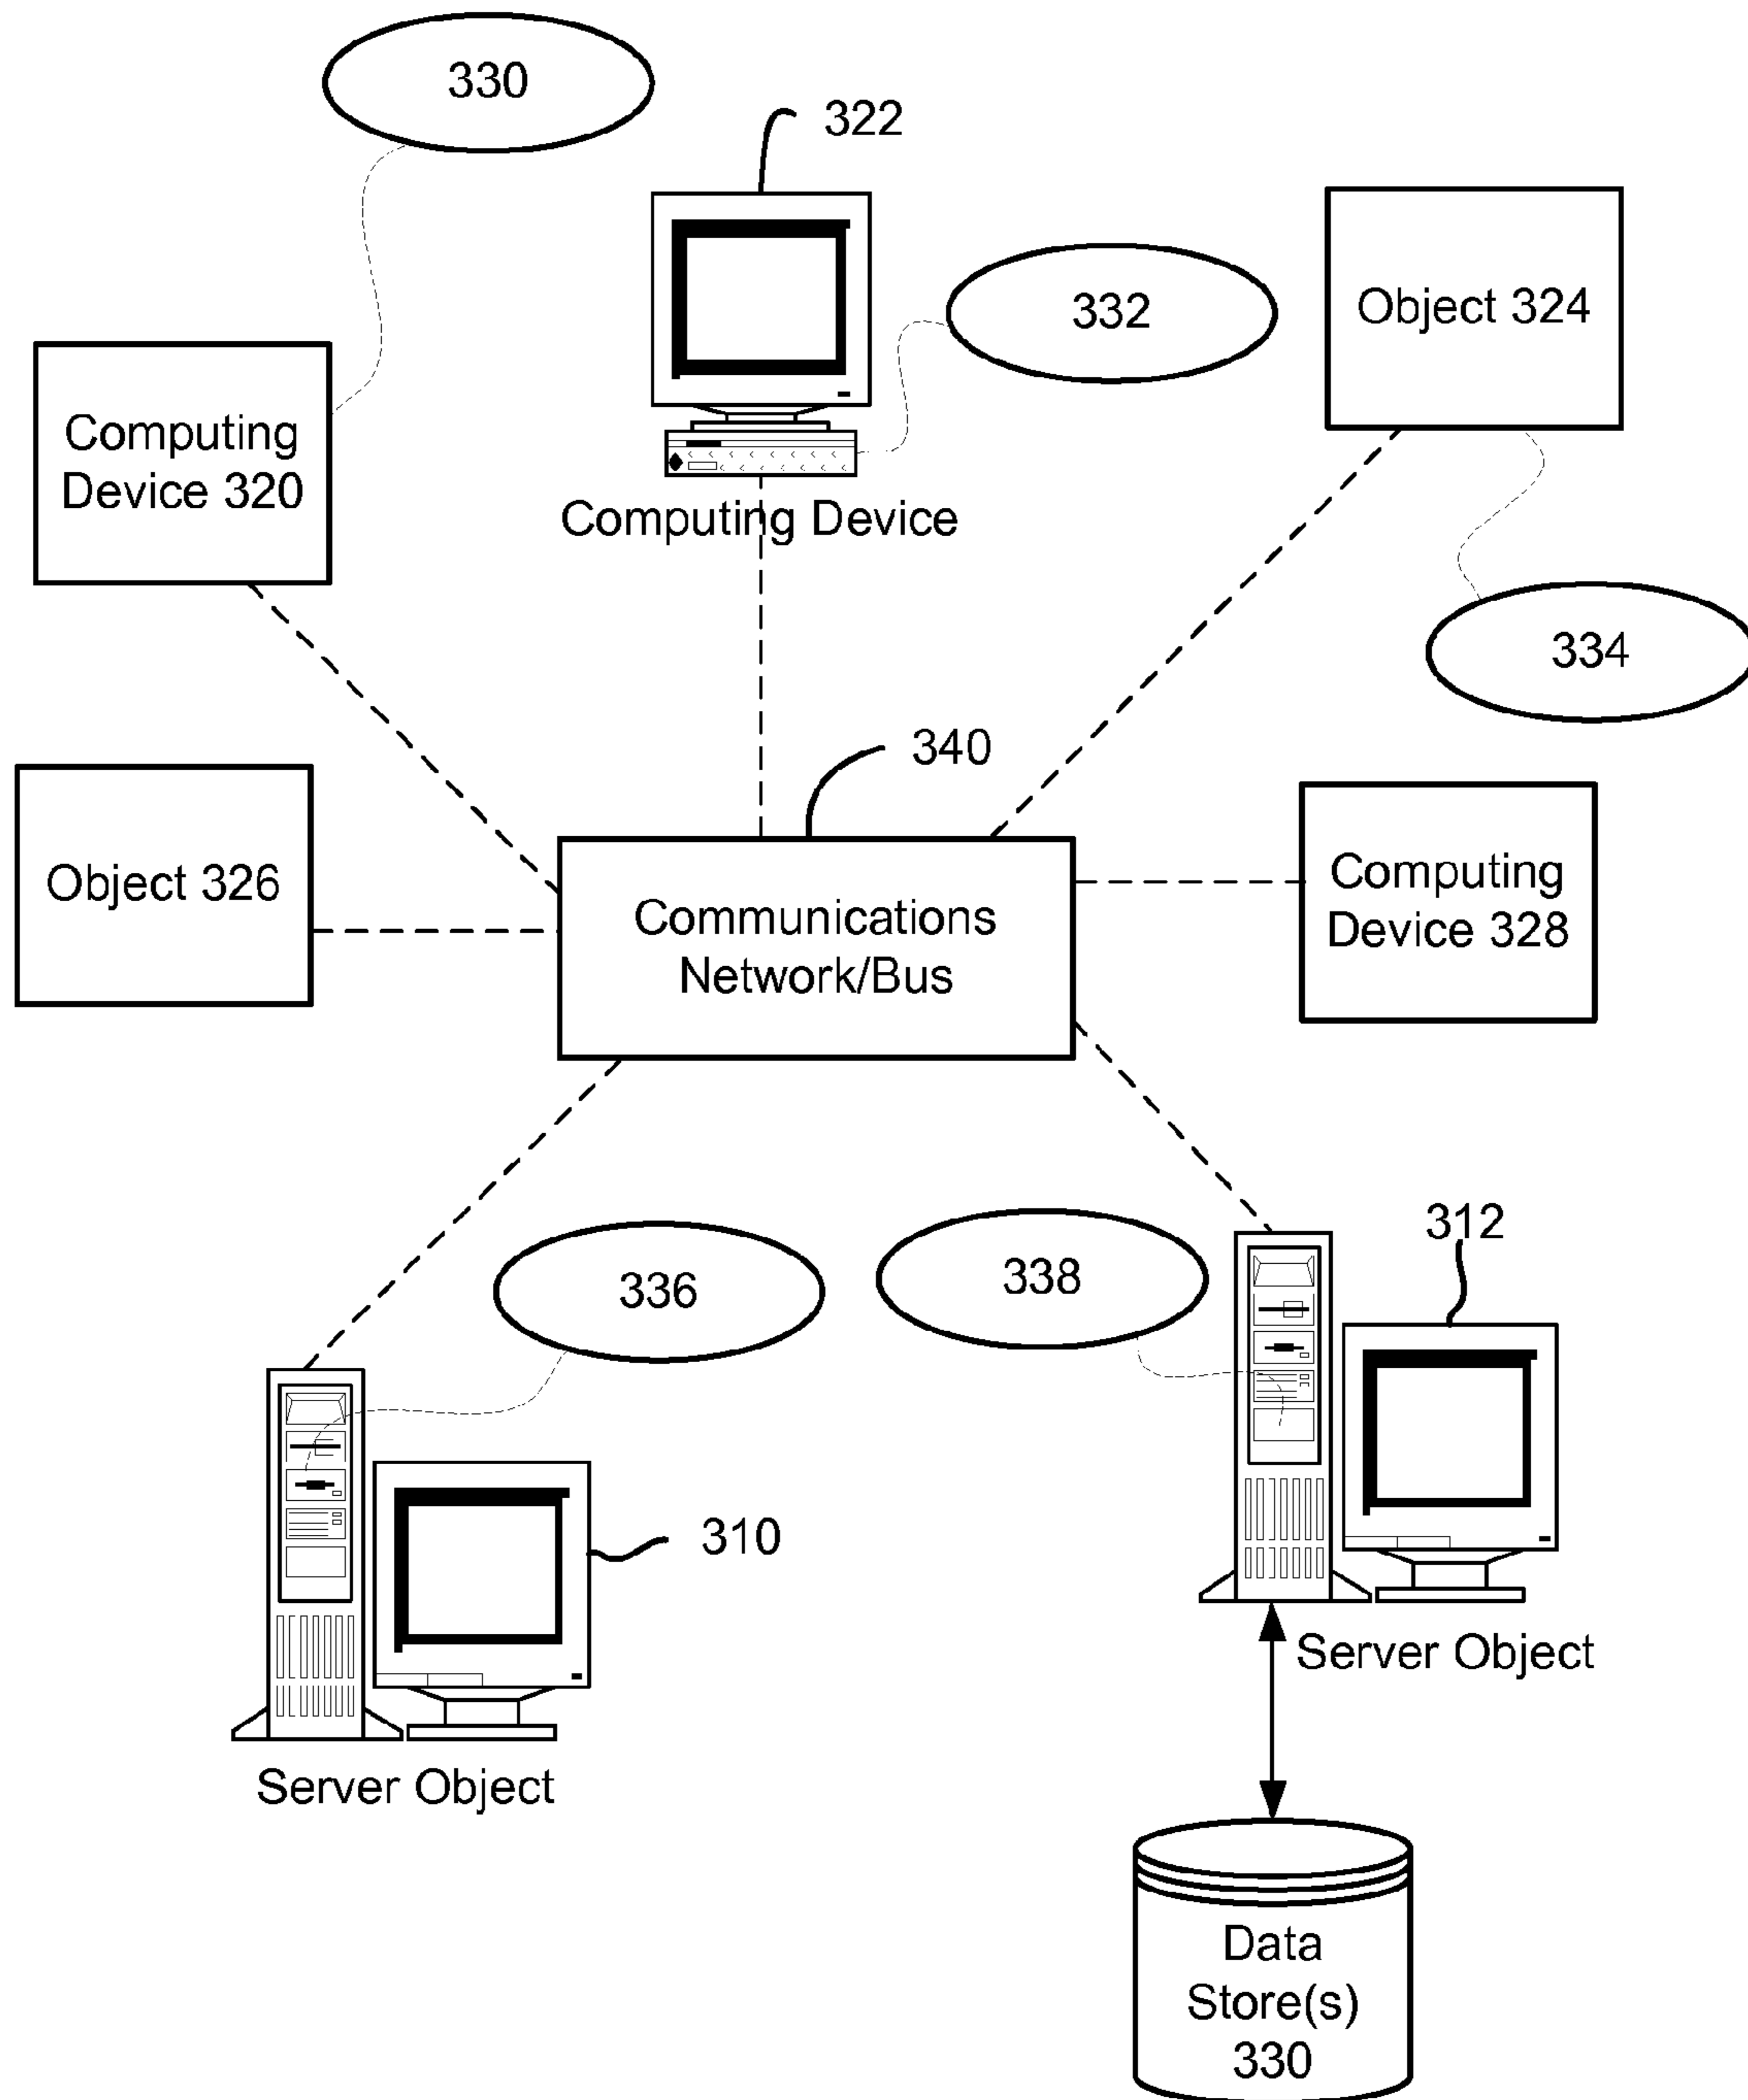 330
322
332
Object 324
Computing
Device 320
Computing Device
334
340
Object 326
Communications
Network/Bus
Computing
Device 328
336
338
312
310
Server Object
Server Object
Data
Store(s)
330